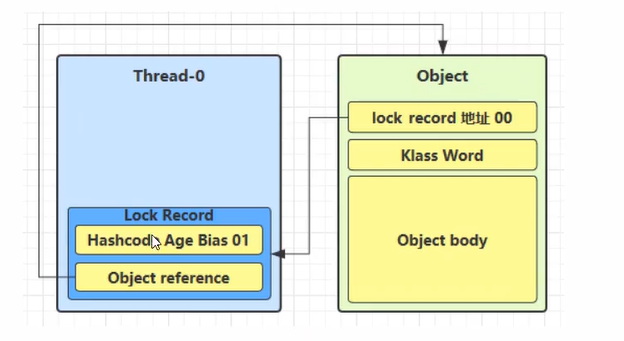 Thread-0
Lock Record
Hashcode Age Bias 01
Object reference
Object
lock record 地址 00
Klass Word
Object body